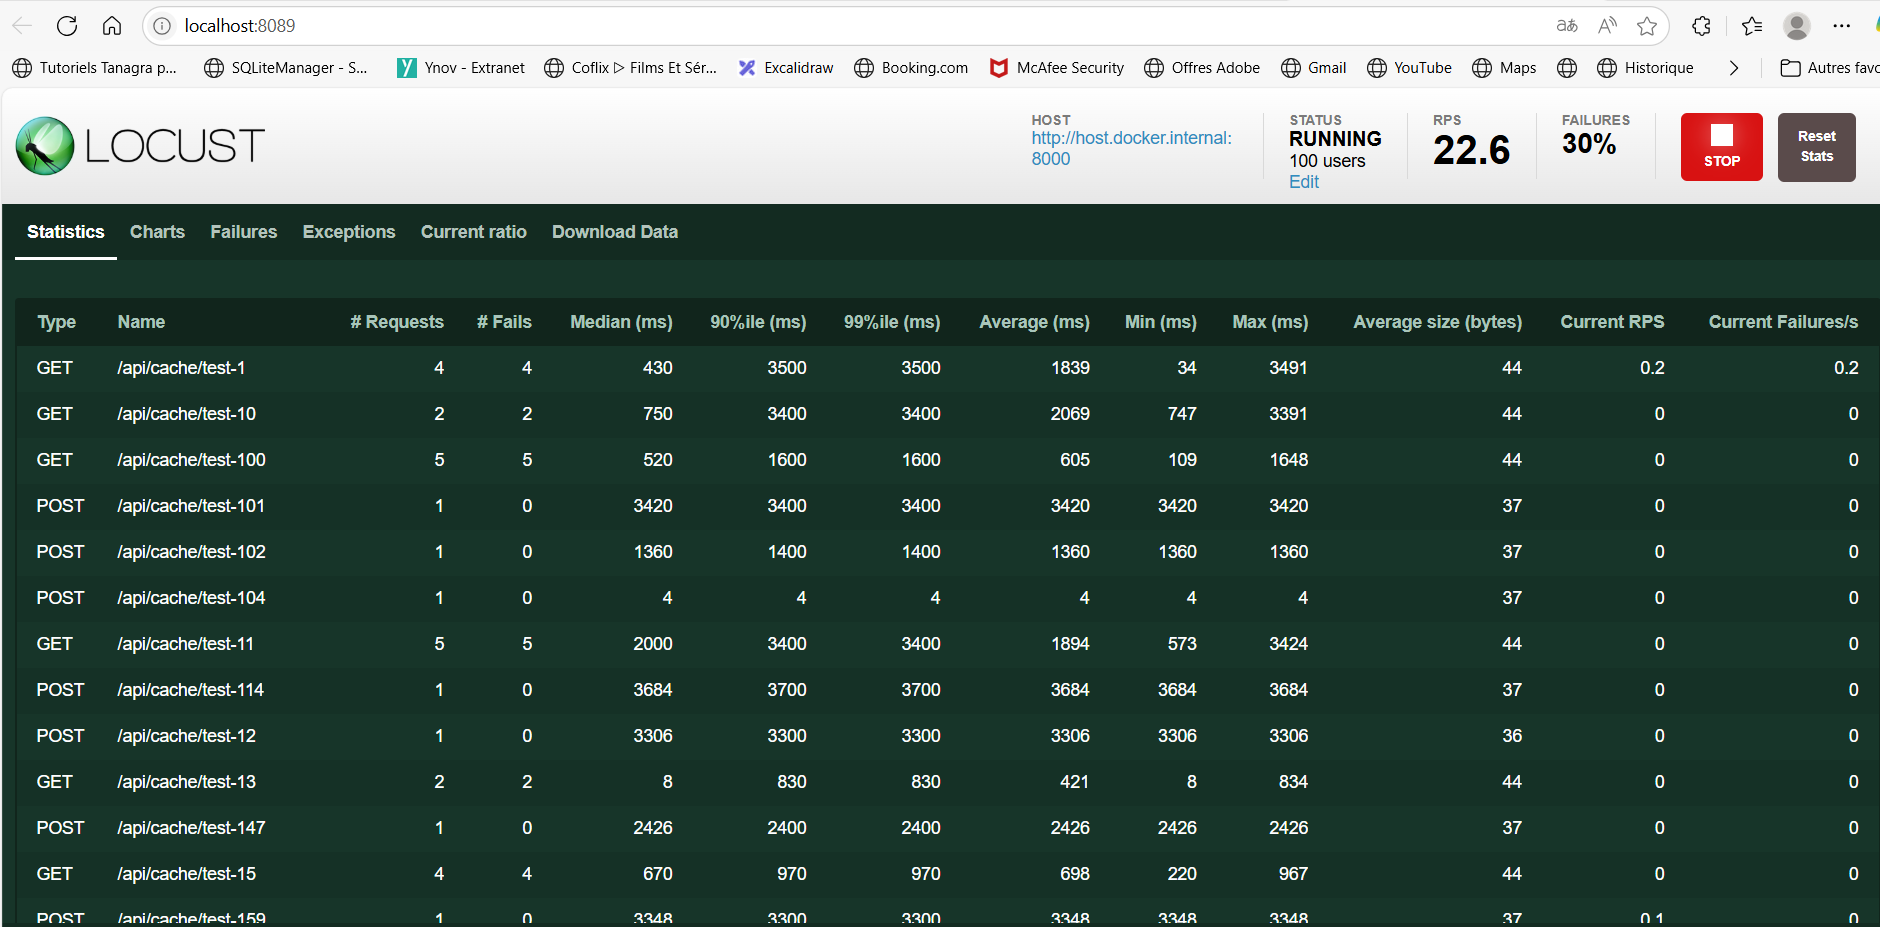 localhost:8089
Tutoriels Tanagra p... SQLiteManager - S... Ynov - Extranet Coflix ▷ Films Et Sér... Excalidraw Booking.com McAfee Security Offres Adobe Gmail YouTube Maps Historique Autres favo
LOCUST
HOST
http://host.docker.internal:
8000
STATUS
RUNNING
100 users
Edit
RPS
22.6
FAILURES
30%
STOP
Reset
Stats
Statistics Charts Failures Exceptions Current ratio Download Data
Type Name # Requests # Fails Median (ms) 90%ile (ms) 99%ile (ms) Average (ms) Min (ms) Max (ms) Average size (bytes) Current RPS Current Failures/s
GET /api/cache/test-1 4 4 430 3500 3500 1839 34 3491 44 0.2 0.2
GET /api/cache/test-10 2 2 750 3400 3400 2069 747 3391 44 0 0
GET /api/cache/test-100 5 5 520 1600 1600 605 109 1648 44 0 0
POST /api/cache/test-101 1 0 3420 3400 3400 3420 3420 3420 37 0 0
POST /api/cache/test-102 1 0 1360 1400 1400 1360 1360 1360 37 0 0
POST /api/cache/test-104 1 0 4 4 4 4 4 4 37 0 0
GET /api/cache/test-11 5 5 2000 3400 3400 1894 573 3424 44 0 0
POST /api/cache/test-114 1 0 3684 3700 3700 3684 3684 3684 37 0 0
POST /api/cache/test-12 1 0 3306 3300 3300 3306 3306 3306 36 0 0
GET /api/cache/test-13 2 2 8 830 830 421 8 834 44 0 0
POST /api/cache/test-147 1 0 2426 2400 2400 2426 2426 2426 37 0 0
GET /api/cache/test-15 4 4 670 970 970 698 220 967 44 0 0
POST /api/cache/test-159 1 0 3348 3300 3300 3348 3348 3348 37 0.1 0